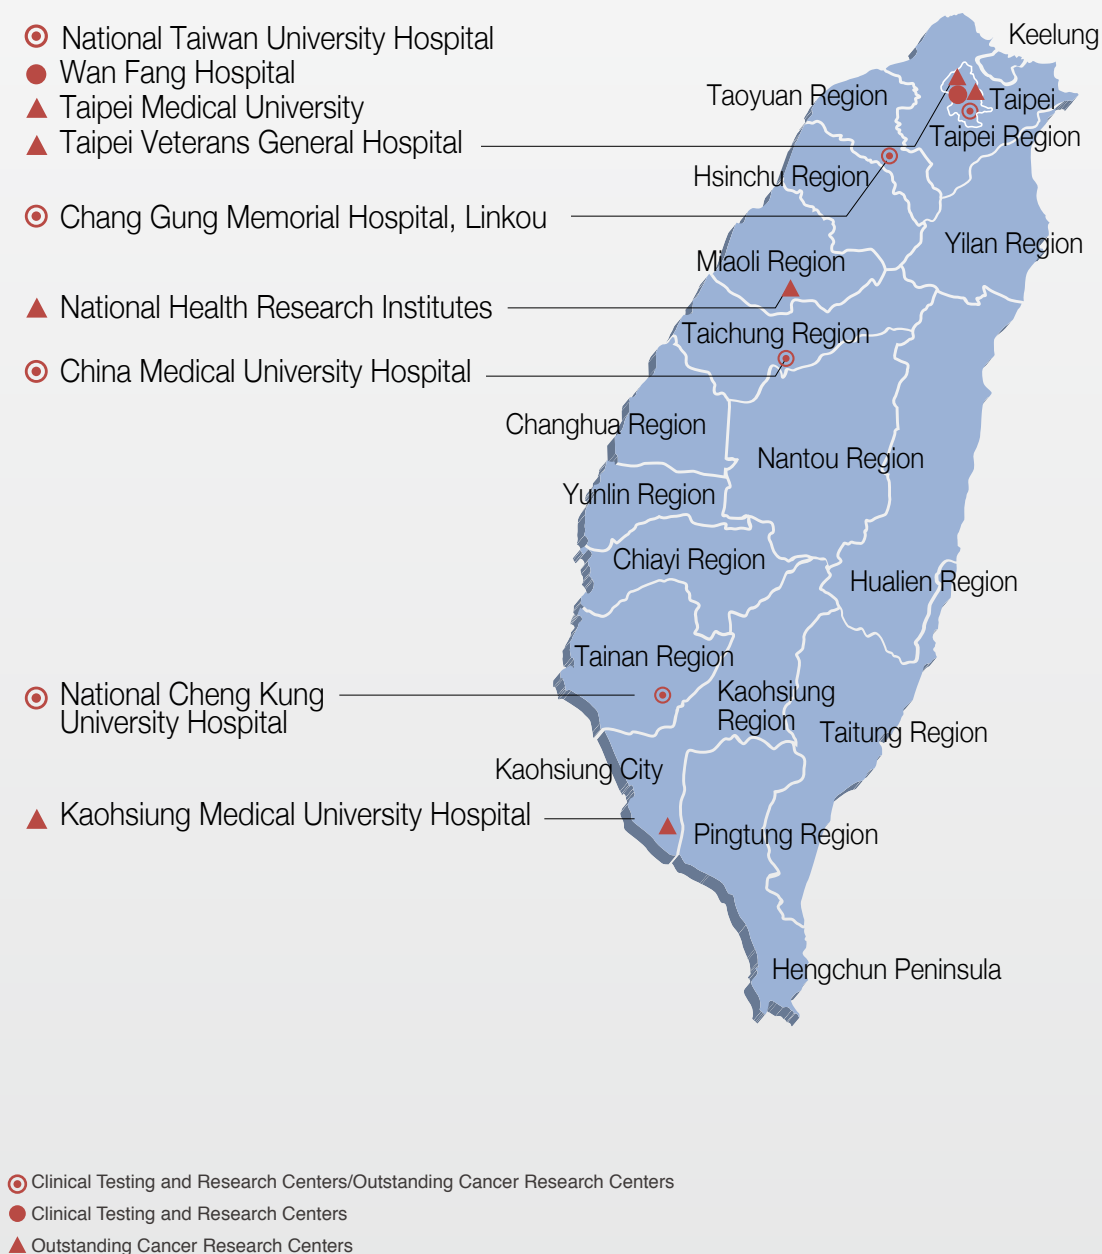 National Taiwan University Hospital
Wan Fang Hospital
Taipei Medical University
Taipei Veterans General Hospital
Chang Gung Memorial Hospital, Linkou
National Health Research Institutes
China Medical University Hospital
National Cheng Kung
University Hospital
Kaohsiung Medical University Hospital
Keelung
Taoyuan Region
Taipei
Taipei Region
Hsinchu Region
Yilan Region
Miaoli Region
Taichung Region
Changhua Region
Nantou Region
Yunlin Region
Chiayi Region
Hualien Region
Tainan Region
Kaohsiung
Region
Taitung Region
Kaohsiung City
Pingtung Region
Hengchun Peninsula
Clinical Testing and Research Centers/Outstanding Cancer Research Centers
Clinical Testing and Research Centers
Outstanding Cancer Research Centers